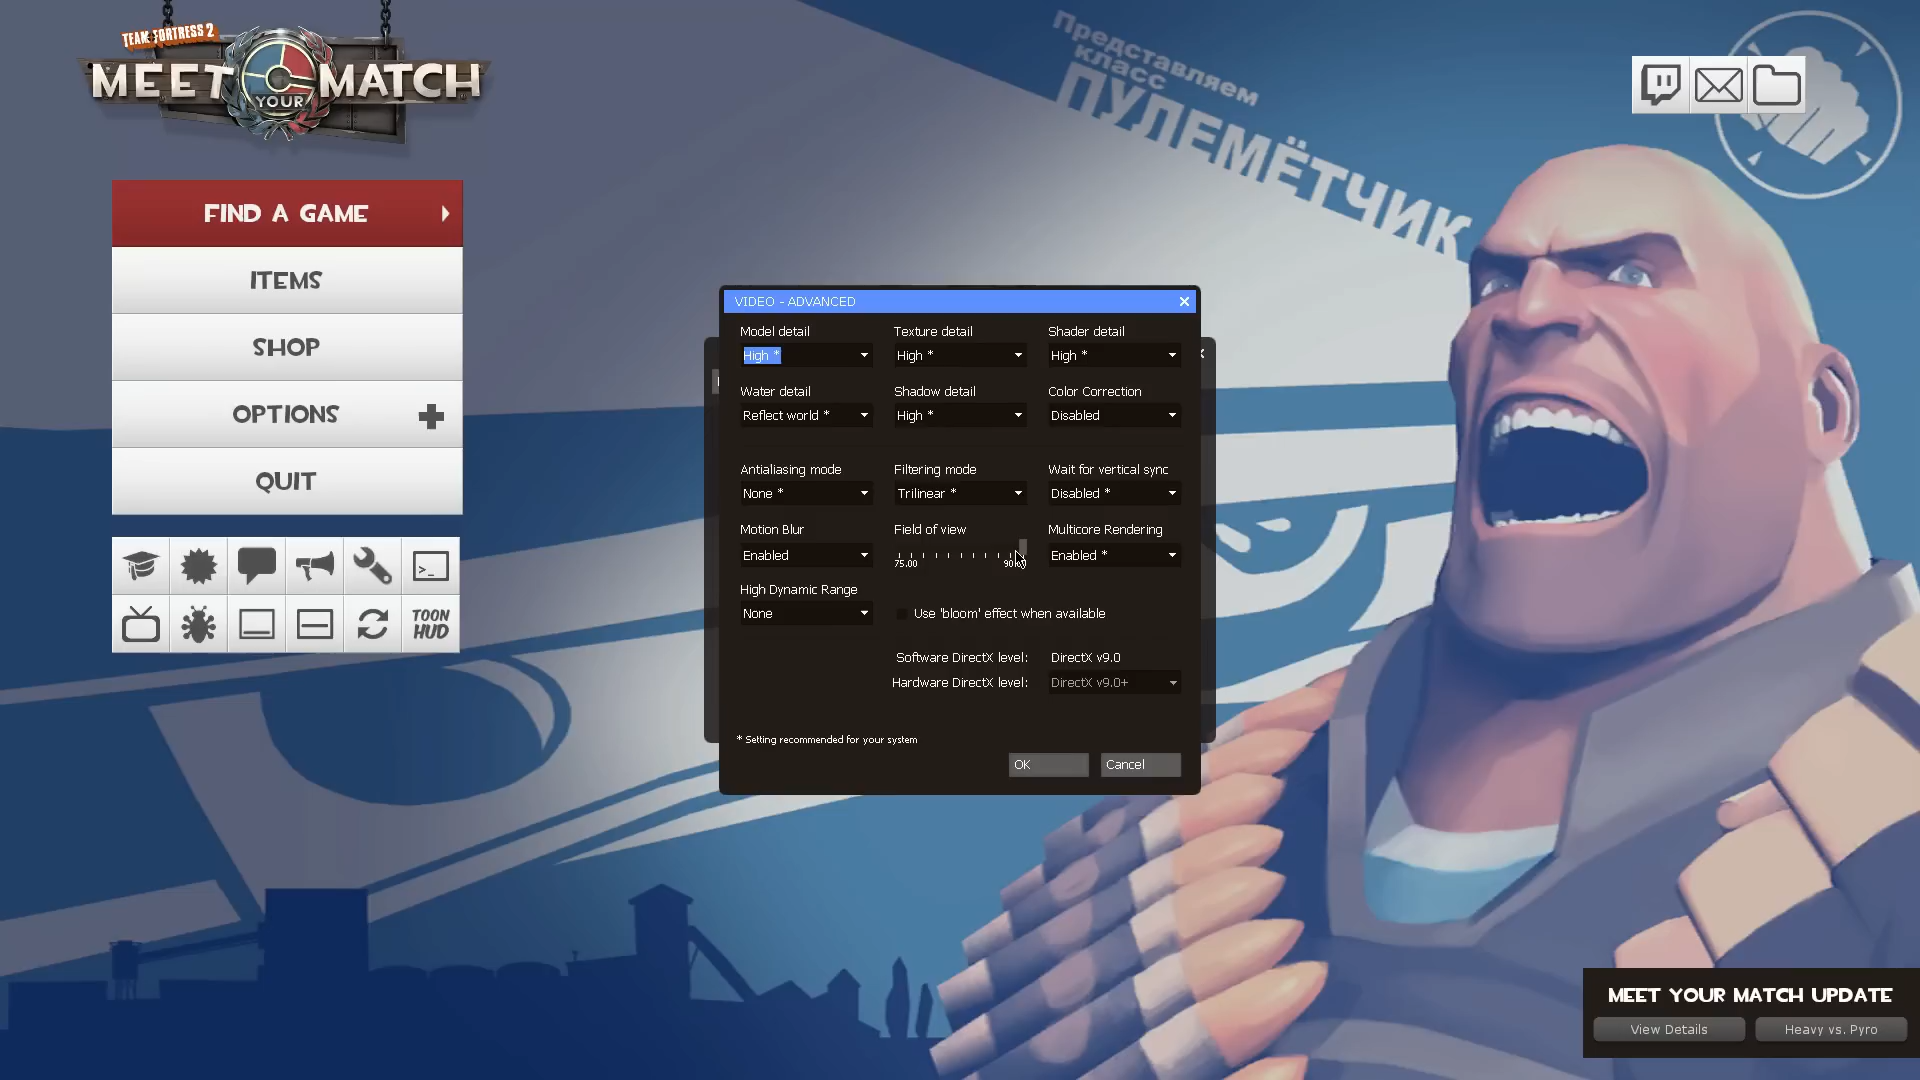 TEAM FORTRESS 2
MEET YOUR MATCH
Представляем
класс
ПУЛЕМЁТЧИК
FIND A GAME
ITEMS
SHOP
OPTIONS
QUIT
TOON
HUD
VIDEO - ADVANCED
Model detail
Texture detail
Shader detail
High *
High *
High *
Water detail
Shadow detail
Color Correction
Reflect world *
High *
Disabled
Antialiasing mode
Filtering mode
Wait for vertical sync
None *
Trilinear *
Disabled *
Motion Blur
Field of view
Multicore Rendering
Enabled
Enabled *
75.00
High Dynamic Range
None
Use 'bloom' effect when available
Software DirectX level:
DirectX v9.0
Hardware DirectX level:
DirectX v9.0+
* Setting recommended for your system
OK
Cancel
MEET YOUR MATCH UPDATE
View Details
Heavy vs. Pyro